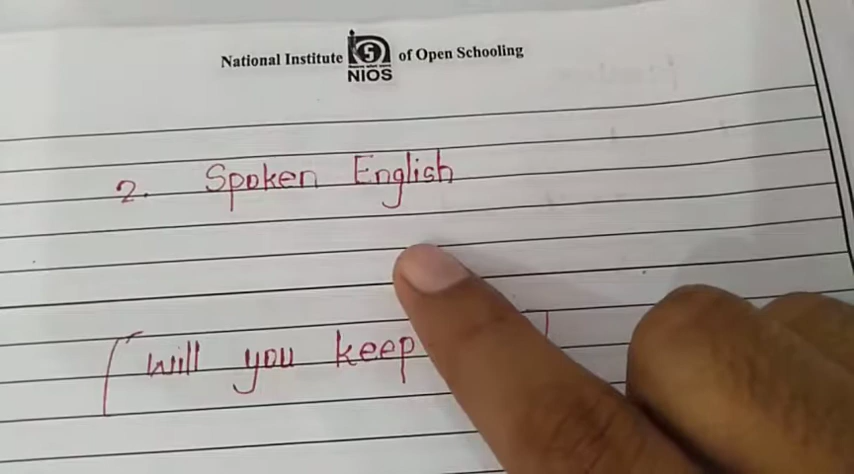 National Institute of Open Schooling
NIOS
2. Spoken English
Will you keep